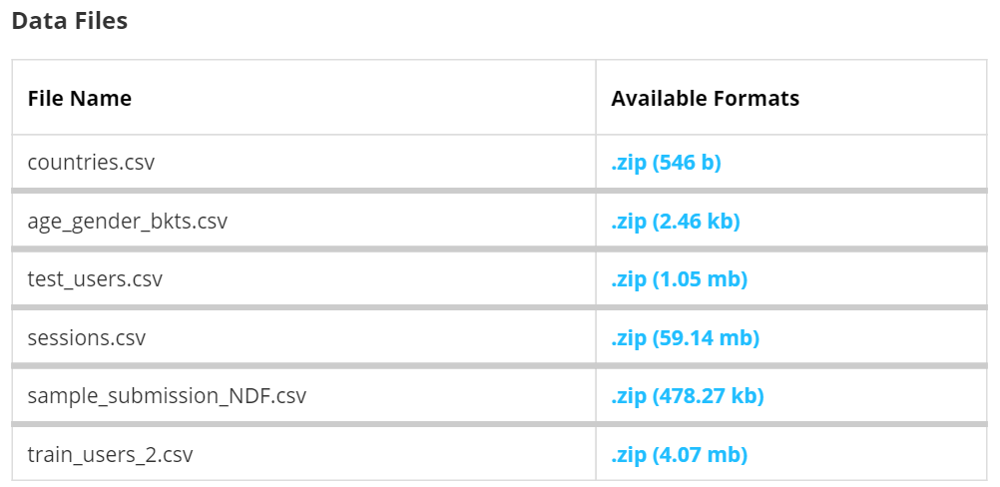 Data Files
File Name Available Formats
countries.csv .zip (546 b)
age_gender_bkts.csv .zip (2.46 kb)
test_users.csv .zip (1.05 mb)
sessions.csv .zip (59.14 mb)
sample_submission_NDF.csv .zip (478.27 kb)
train_users_2.csv .zip (4.07 mb)